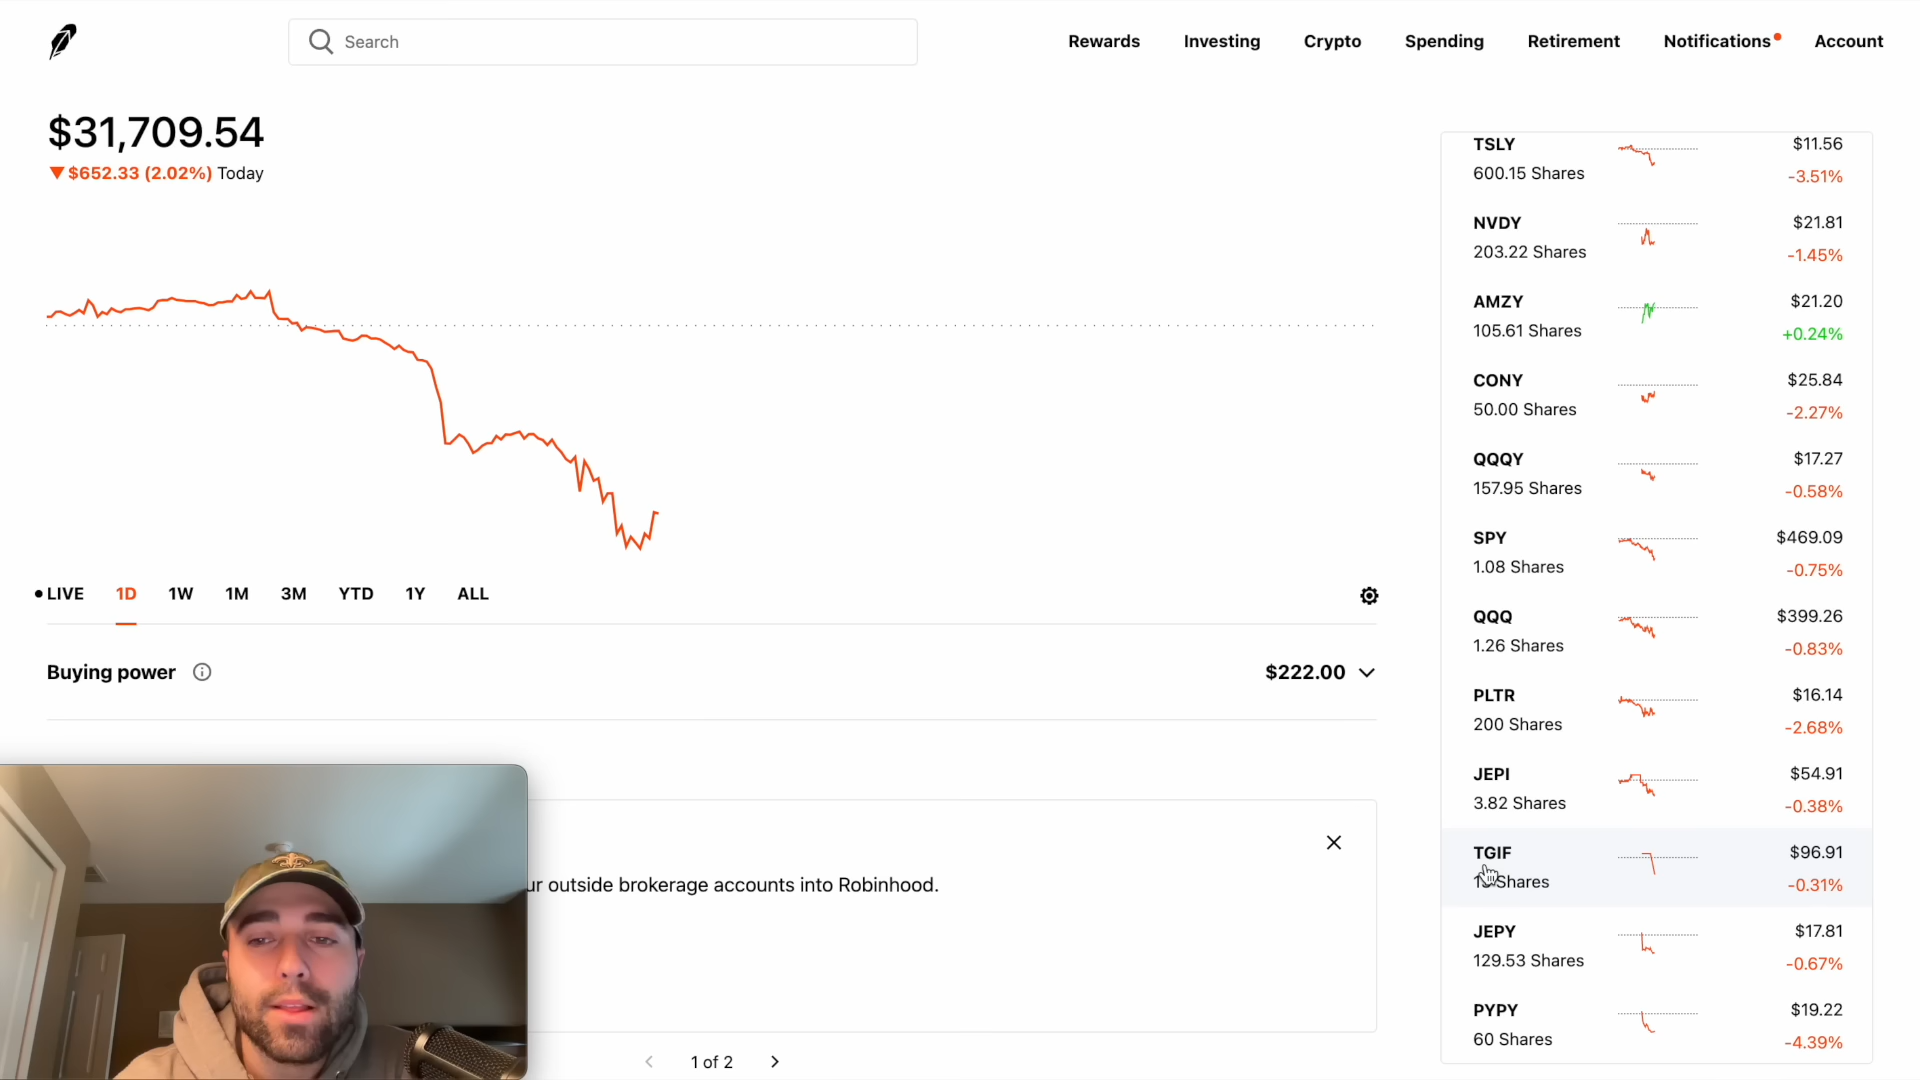 Search
Rewards
Investing
Crypto
Spending
Retirement
Notifications
Account
$31,709.54
$652.33 (2.02%) Today
LIVE
1D
1W
1M
3M
YTD
1Y
ALL
Buying power
$222.00
ur outside brokerage accounts into Robinhood.
1 of 2
TSLY $11.56
600.15 Shares -3.51%
NVDY $21.81
203.22 Shares -1.45%
AMZY $21.20
105.61 Shares +0.24%
CONY $25.84
50.00 Shares -2.27%
QQQY $17.27
157.95 Shares -0.58%
SPY $469.09
1.08 Shares -0.75%
QQQ $399.26
1.26 Shares -0.83%
PLTR $16.14
200 Shares -2.68%
JEPI $54.91
3.82 Shares -0.38%
TGIF $96.91
Shares -0.31%
JEPY $17.81
129.53 Shares -0.67%
PYPY $19.22
60 Shares -4.39%